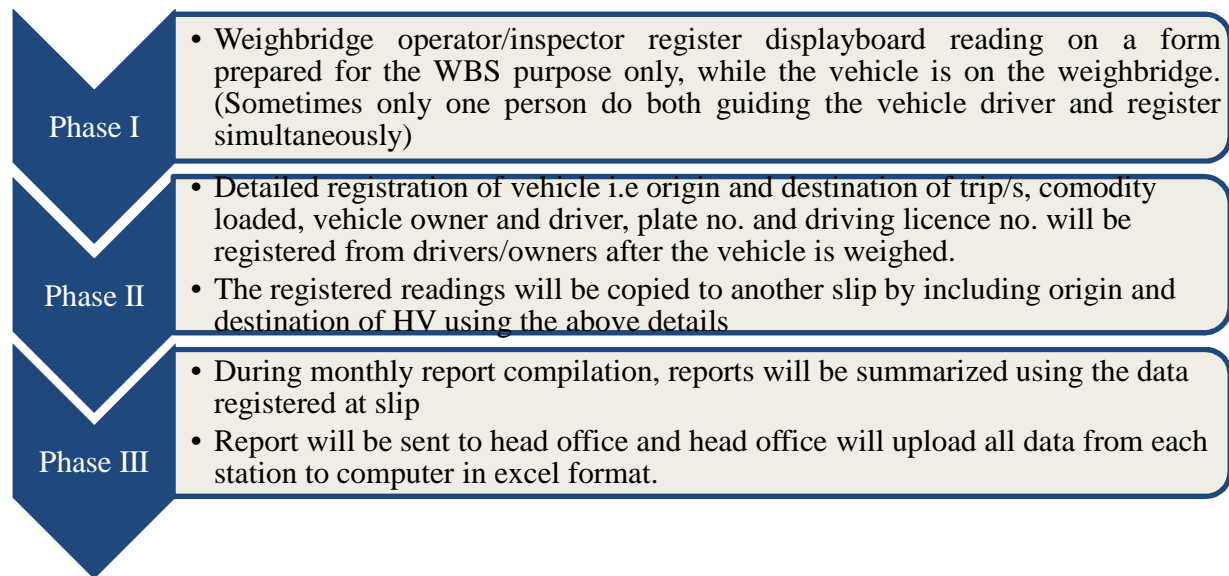 Phase I
• Weighbridge operator/inspector register displayboard reading on a form
prepared for the WBS purpose only, while the vehicle is on the weighbridge.
(Sometimes only one person do both guiding the vehicle driver and register
simultaneously)
Phase II
• Detailed registration of vehicle i.e origin and destination of trip/s, comodity
loaded, vehicle owner and driver, plate no. and driving licence no. will be
registered from drivers/owners after the vehicle is weighed.
• The registered readings will be copied to another slip by including origin and
destination of HV using the above details
Phase III
• During monthly report compilation, reports will be summarized using the data
registered at slip
• Report will be sent to head office and head office will upload all data from each
station to computer in excel format.